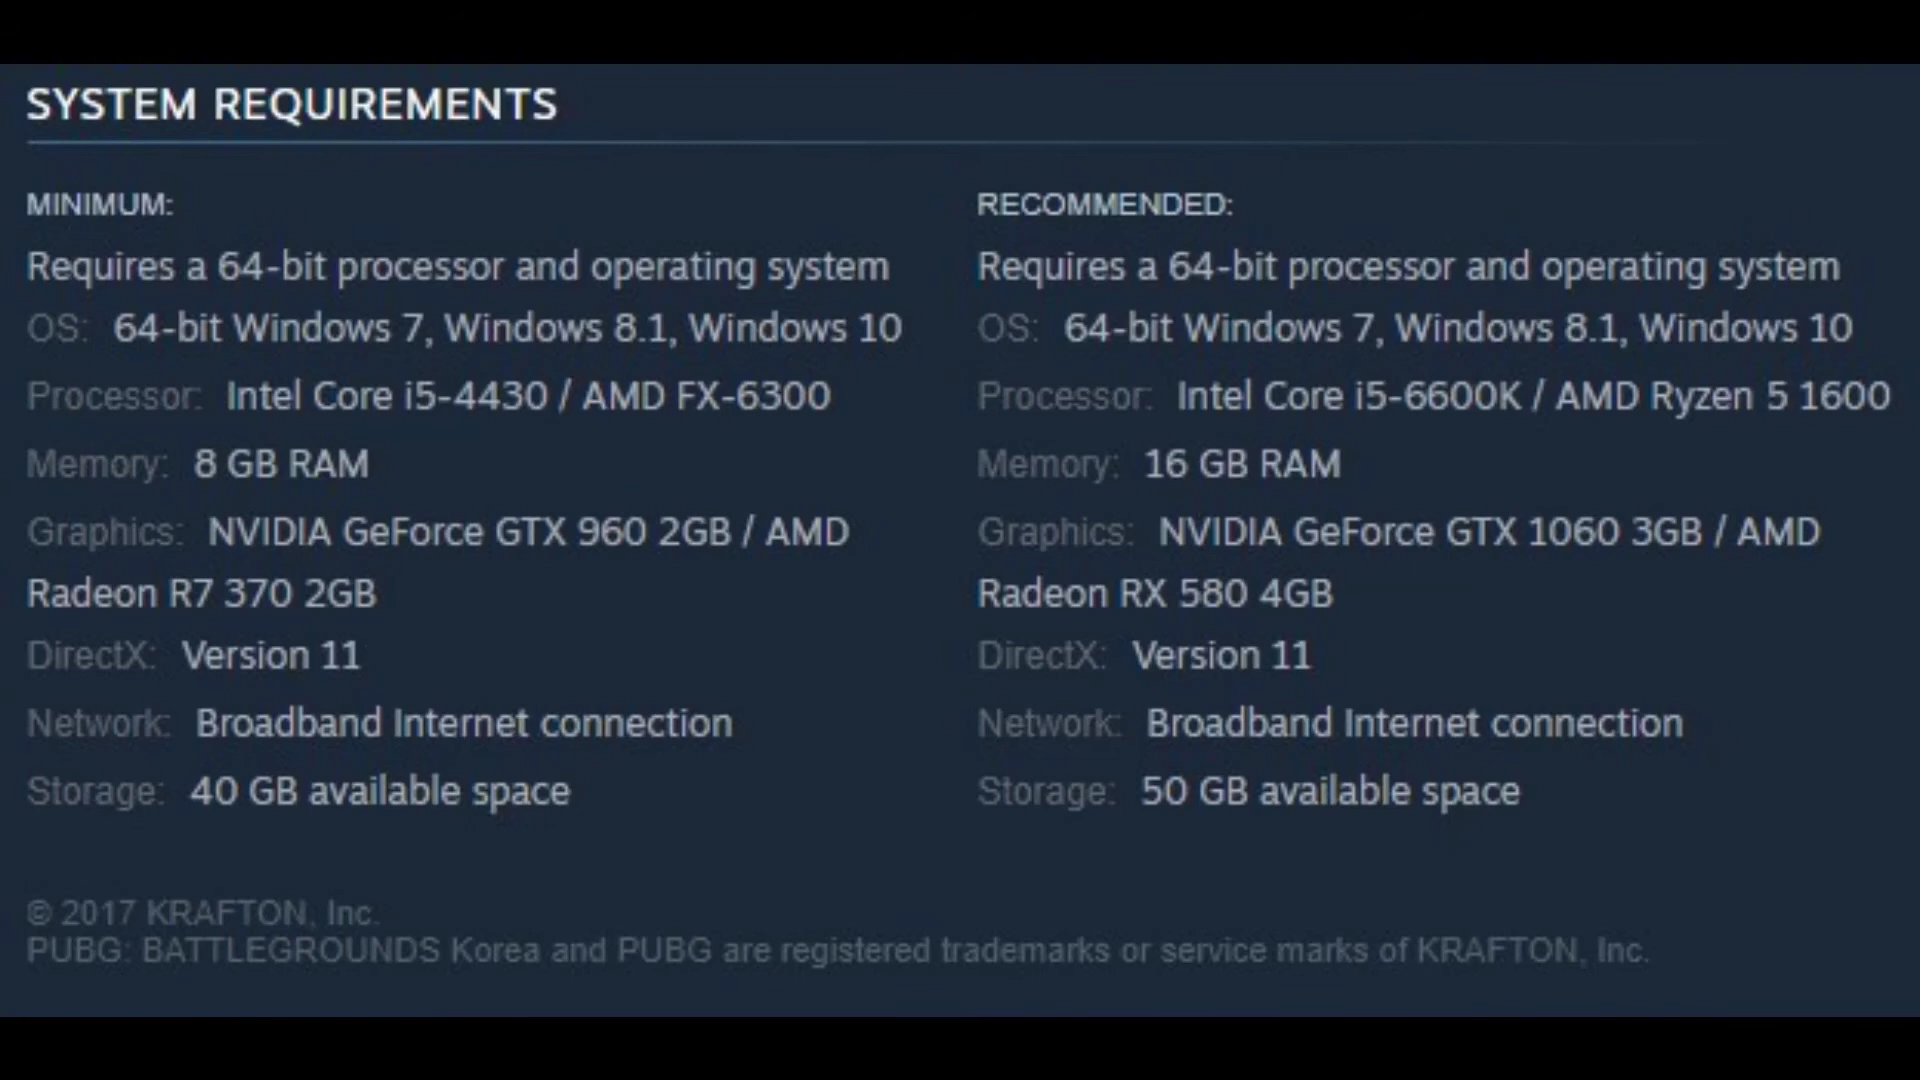 SYSTEM REQUIREMENTS
MINIMUM:
Requires a 64-bit processor and operating system
OS: 64-bit Windows 7, Windows 8.1, Windows 10
Processor: Intel Core i5-4430 / AMD FX-6300
Memory: 8 GB RAM
Graphics: NVIDIA GeForce GTX 960 2GB / AMD
Radeon R7 370 2GB
DirectX: Version 11
Network: Broadband Internet connection
Storage: 40 GB available space
RECOMMENDED:
Requires a 64-bit processor and operating system
OS: 64-bit Windows 7, Windows 8.1, Windows 10
Processor: Intel Core i5-6600K / AMD Ryzen 5 1600
Memory: 16 GB RAM
Graphics: NVIDIA GeForce GTX 1060 3GB / AMD
Radeon RX 580 4GB
DirectX: Version 11
Network: Broadband Internet connection
Storage: 50 GB available space
© 2017 KRAFTON, Inc.
PUBG: BATTLEGROUNDS Korea and PUBG are registered trademarks or service marks of KRAFTON, Inc.